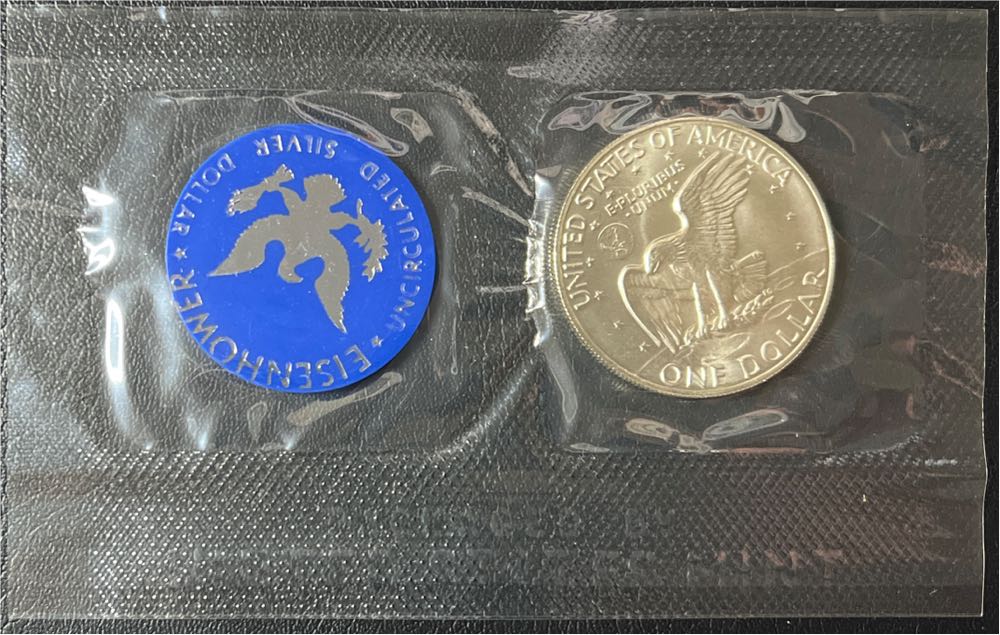 EISENHOWER
★ UNCIRCULATED SILVER DOLLAR ★
UNITED STATES OF AMERICA
E·PLURIBUS
·UNUM·
ONE DOLLAR